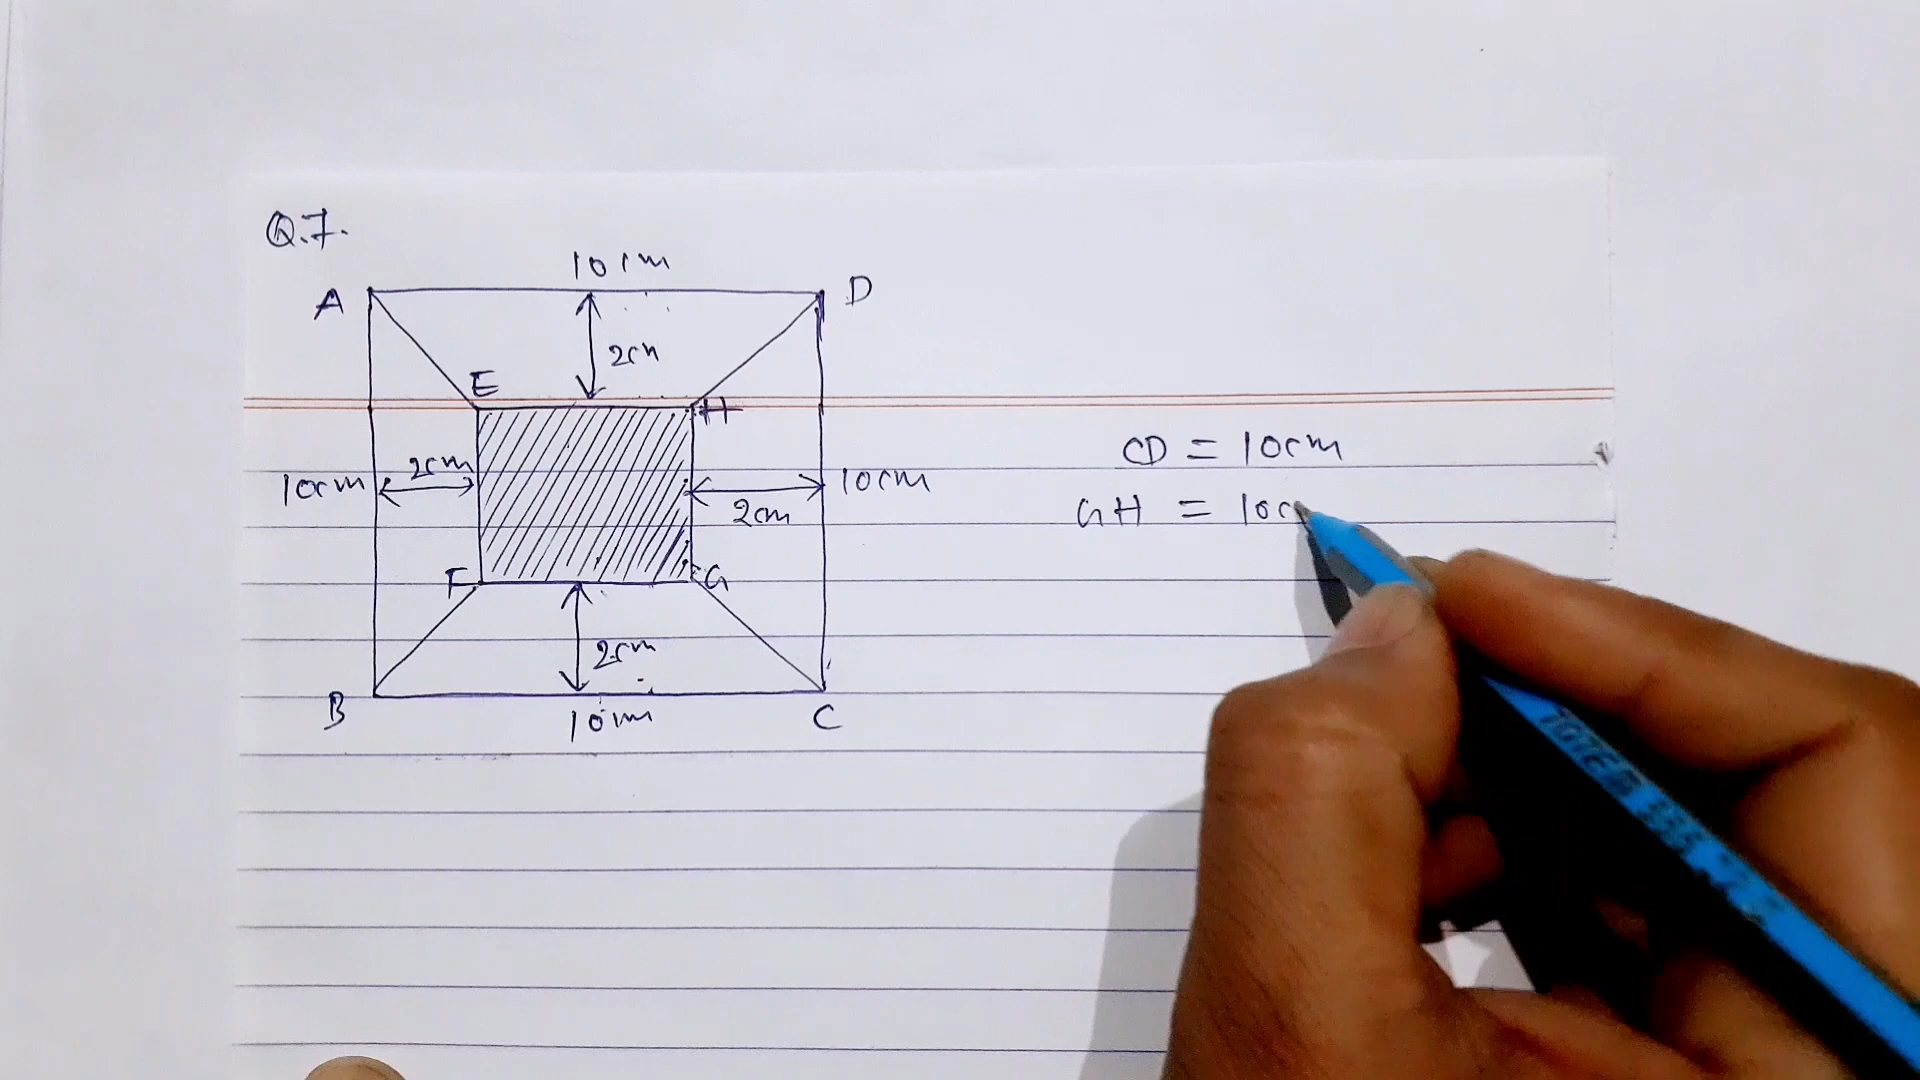 Q.7.
10cm
A
D
2cm
E
H
CD = 10cm
2cm
10cm
10cm
2cm
GH = 10c
F
G
2cm
B
10cm
C